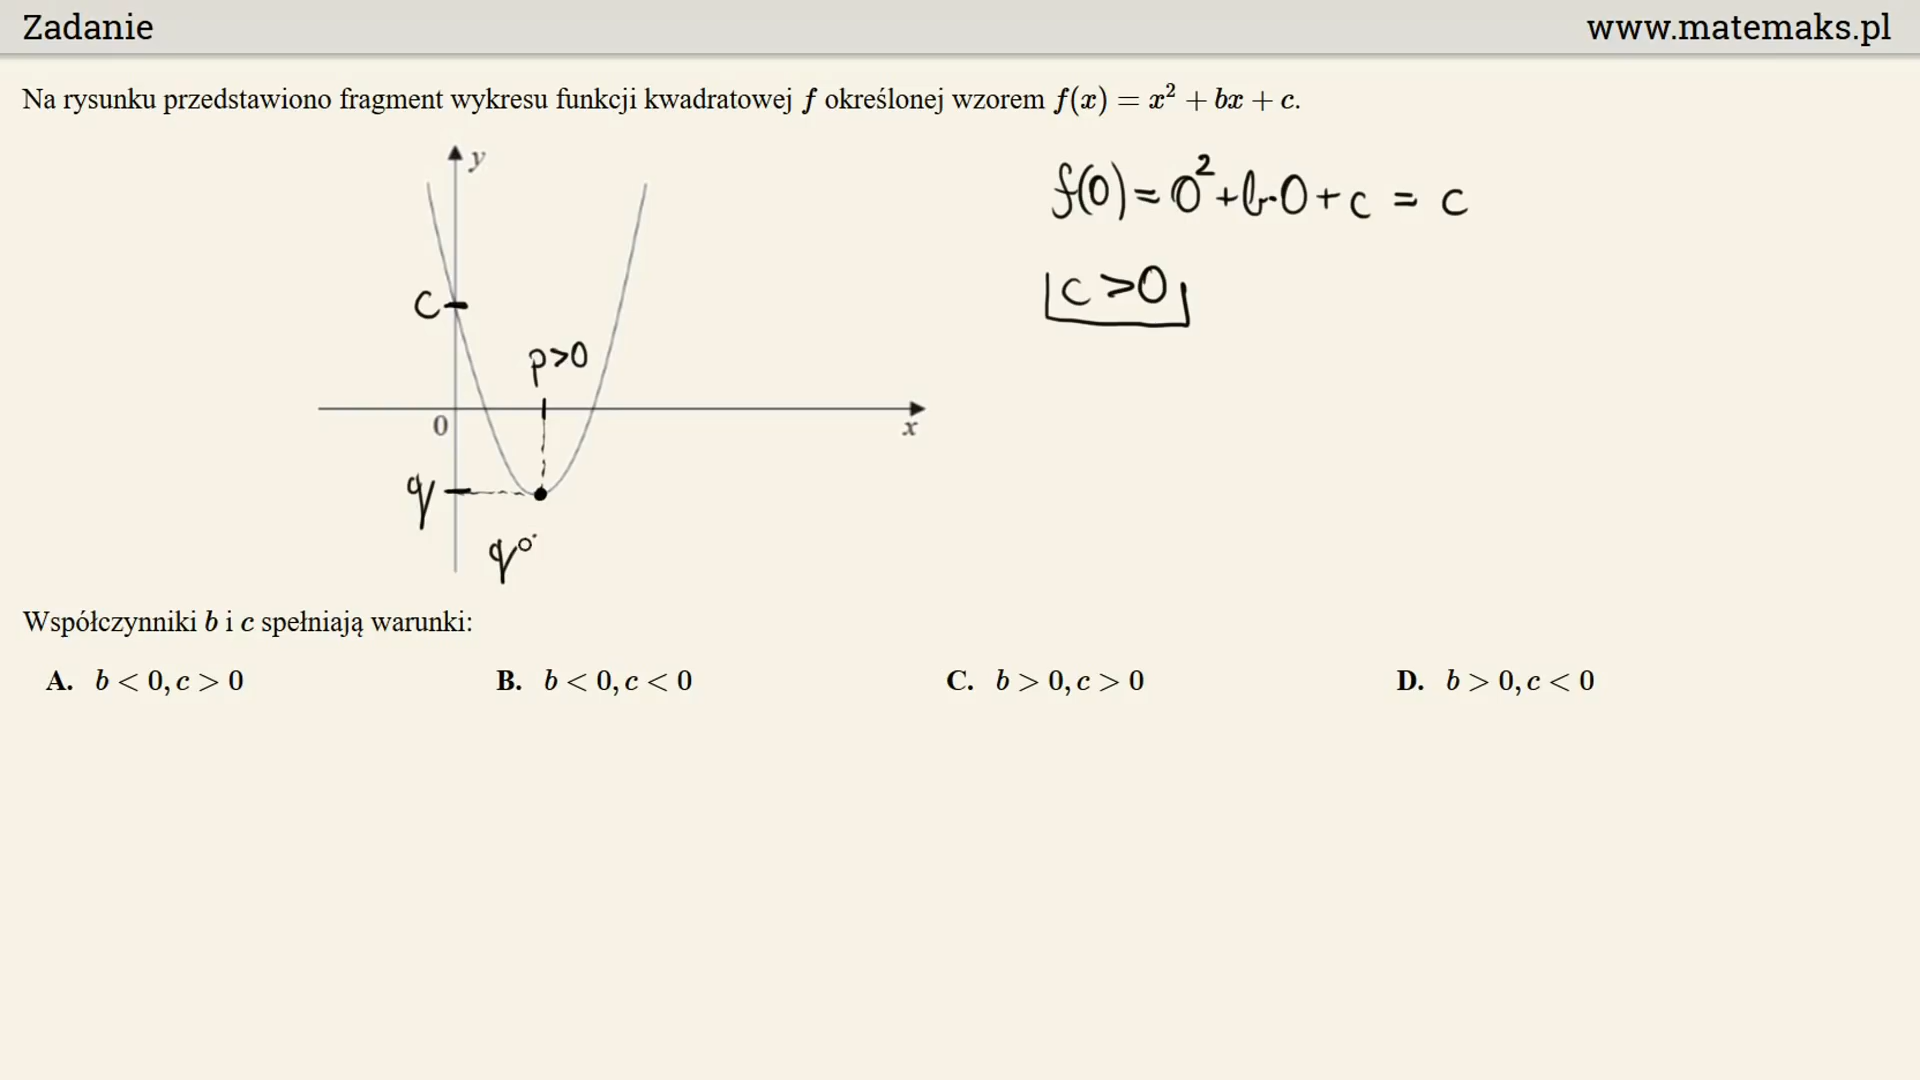 Zadanie www.matemaks.pl
Na rysunku przedstawiono fragment wykresu funkcji kwadratowej f określonej wzorem f(x) = x² + bx + c.
y
f(0) = 0² + b·0 + c = c
c
c > 0
p>0
0
x
q
q
Współczynniki b i c spełniają warunki:
A. b < 0, c > 0 B. b < 0, c < 0 C. b > 0, c > 0 D. b > 0, c < 0